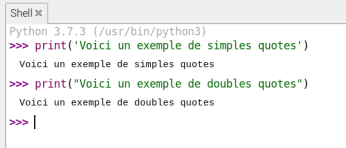 Shell
Python 3.7.3 (/usr/bin/python3)
>>> print('Voici un exemple de simples quotes')
Voici un exemple de simples quotes
>>> print("Voici un exemple de doubles quotes")
Voici un exemple de doubles quotes
>>>